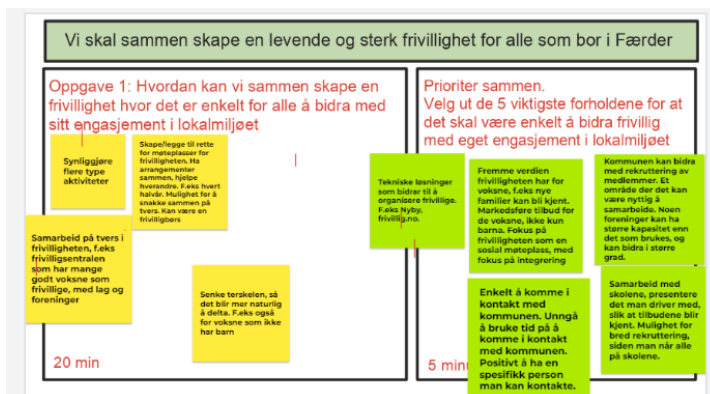 Vi skal sammen skape en levende og sterk frivillighet for alle som bor i Færder
Oppgave 1: Hvordan kan vi sammen skape en
frivillighet hvor det er enkelt for alle å bidra med
sitt engasjement i lokalmiljøet
Synliggjøre
flere type
aktiviteter
Skape/legge til rette
for møteplasser for
frivilligheten. Ha
arrangementer
sammen, hjelpe
hverandre. F.eks hvert
halvår. Mulighet for å
snakke sammen på
tvers. Kan være en
frivilligbørs
Samarbeid på tvers i
frivilligheten, f.eks
frivilligsentralen
som har mange
godt voksne som
frivillige, med lag og
foreninger
Senke terskelen, så
det blir mer naturlig
å delta. F.eks også
for voksne som ikke
har barn
20 min
Prioriter sammen.
Velg ut de 5 viktigste forholdene for at
det skal være enkelt å bidra frivillig
med eget engasjement i lokalmiljøet
Tekniske løsninger
som bidrar til å
organisere frivillige.
F.eks Nyby,
frivillig.no.
Fremme verdien
frivilligheten har for
voksne, f.eks nye
familier kan bli kjent.
Markedsføre tilbud for
de voksne, ikke kun
barna. Fokus på
frivilligheten som en
sosial møteplass, med
fokus på integrering
Kommunen kan bidra
med rekruttering av
medlemmer. Et
område der det kan
være nyttig å
samarbeide. Noen
foreninger kan ha
større kapasitet enn
det som brukes, og
kan bidra i større
grad.
Enkelt å komme i
kontakt med
kommunen. Unngå
å bruke tid på å
komme i kontakt
med kommunen.
Positivt å ha en
spesifikk person
man kan kontakte.
Samarbeid med
skolene, presentere
det man driver med,
slik at tilbudene blir
kjent. Mulighet for
bred rekruttering,
siden man når alle
på skolene.
5 minu